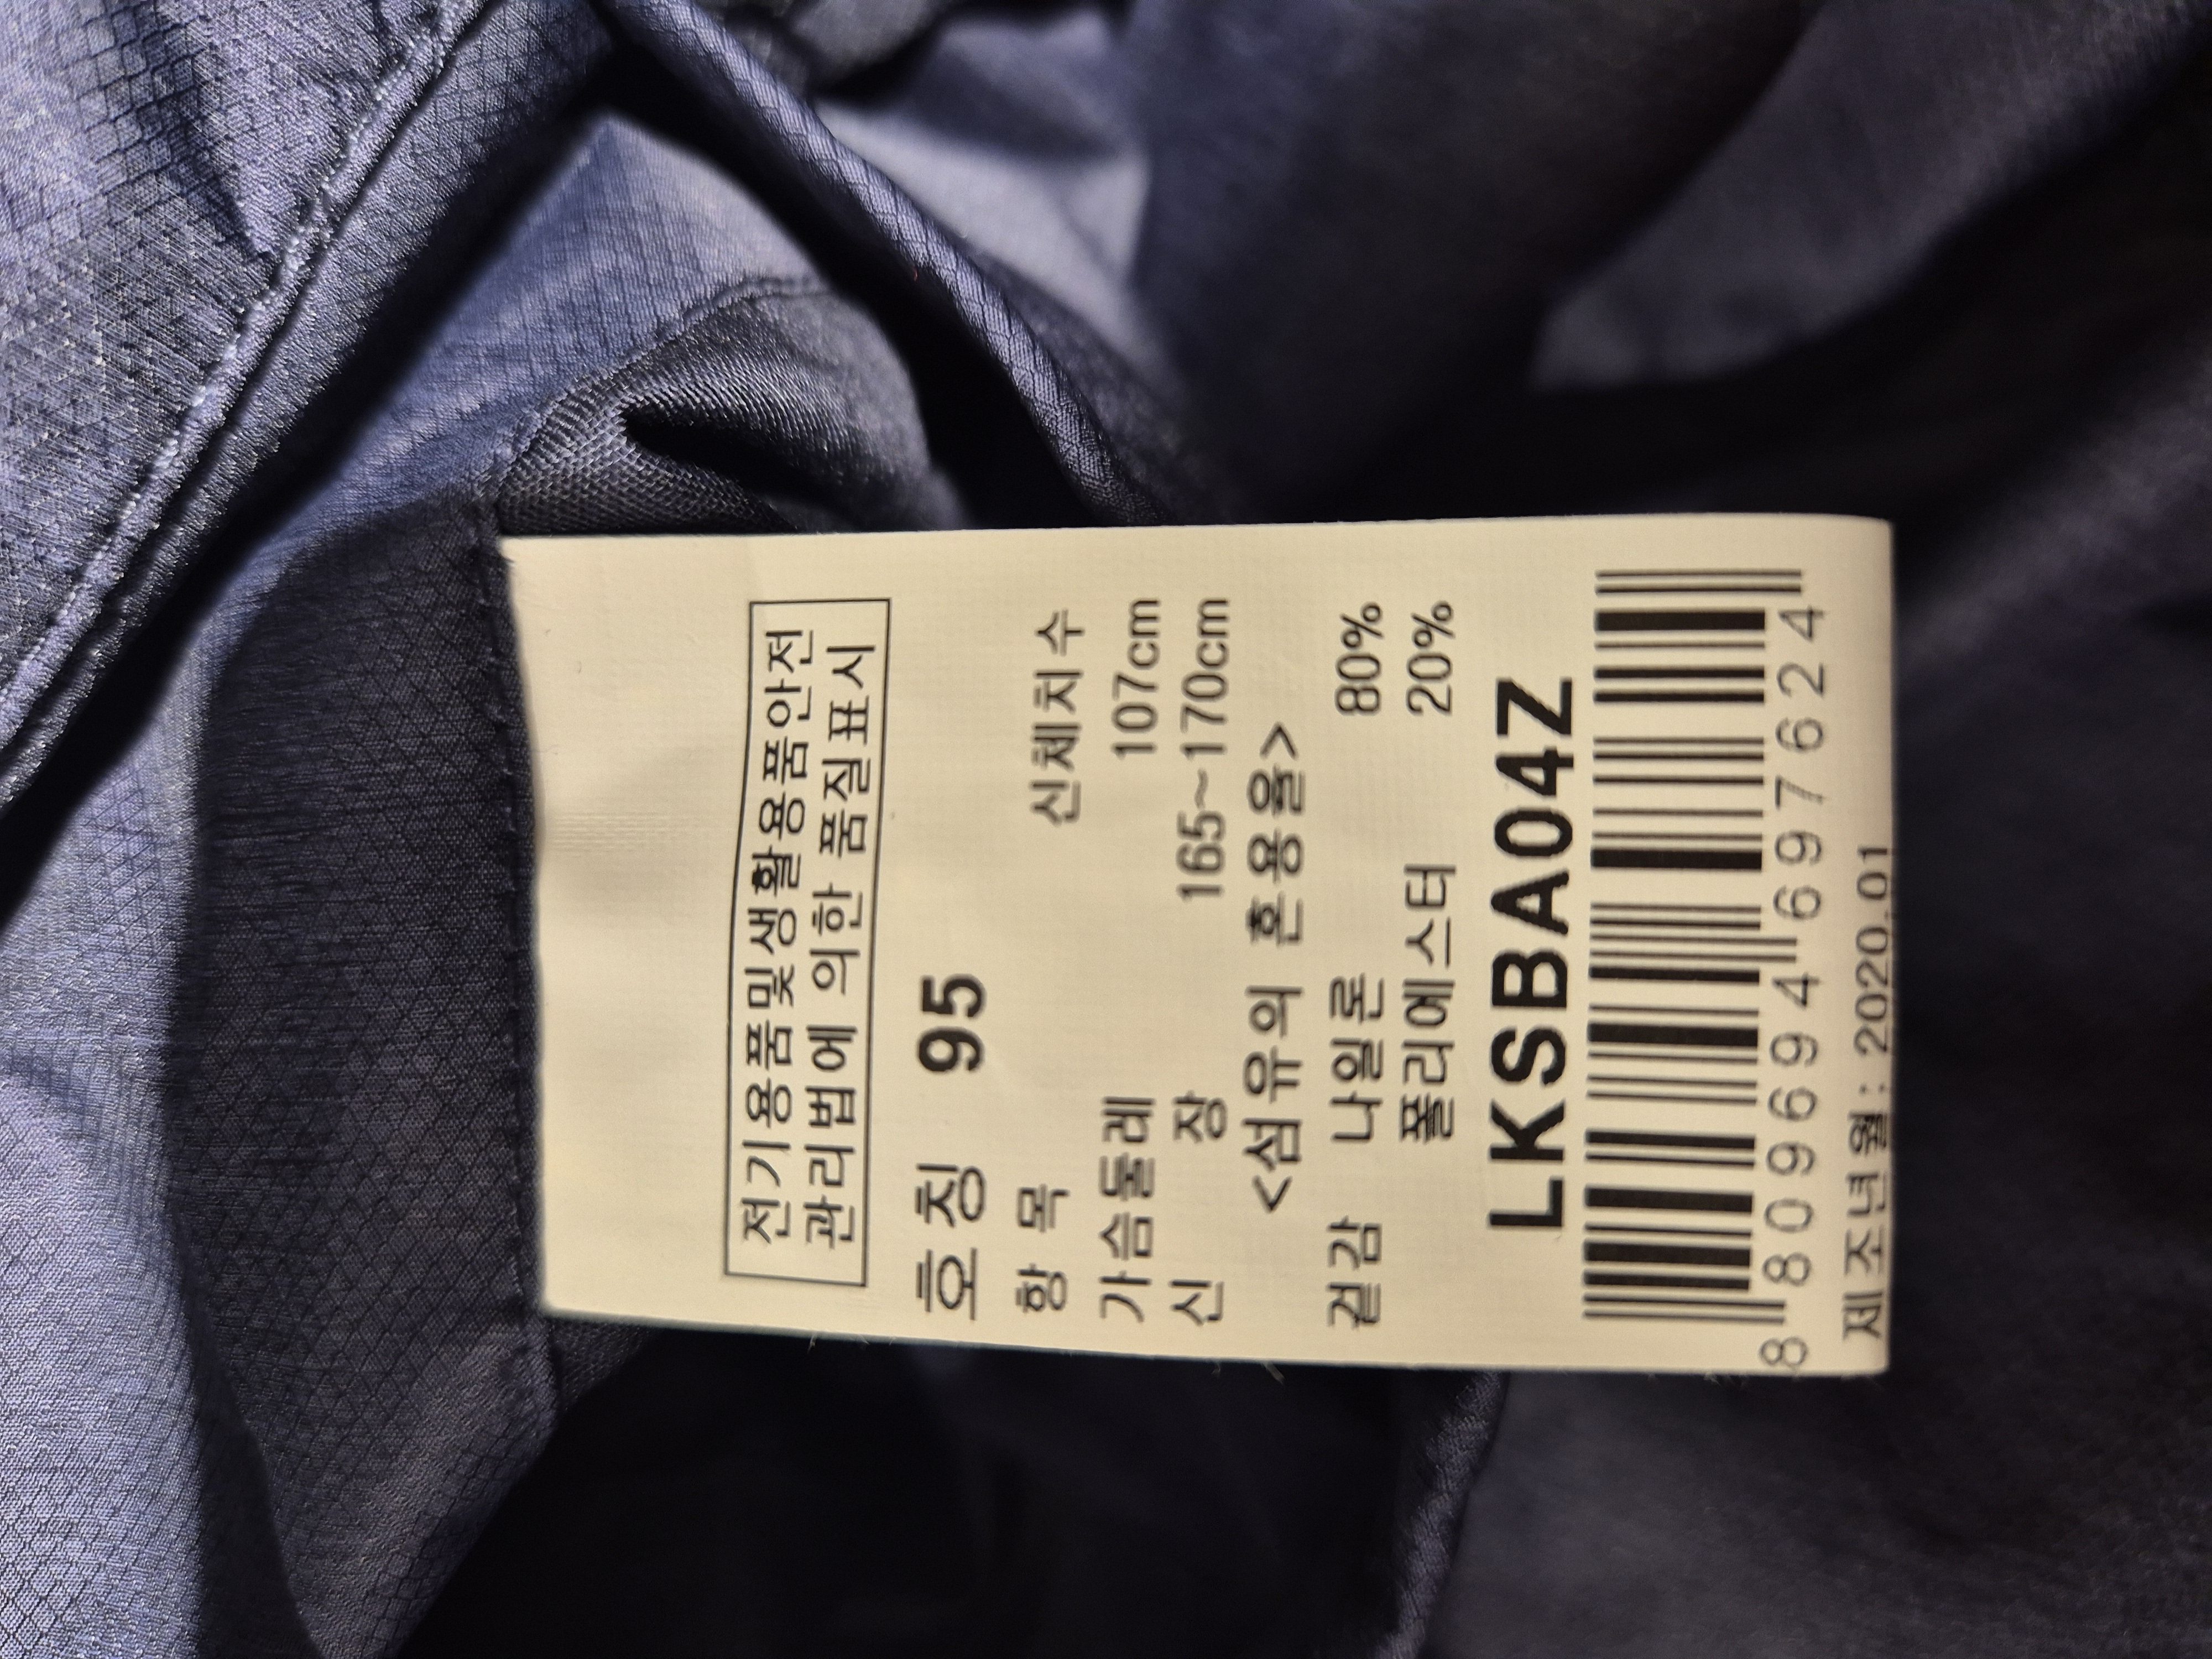 전기용품및생활용품안전
관리법에 의한 품질표시
호칭 95
항 목 신체치수
가슴둘레 107cm
신 장 165~170cm
<섬유의 혼용율>
겉감 나일론 80%
폴리에스터 20%
LKSBA04Z
8 809694 697624
제조년월: 2020.01